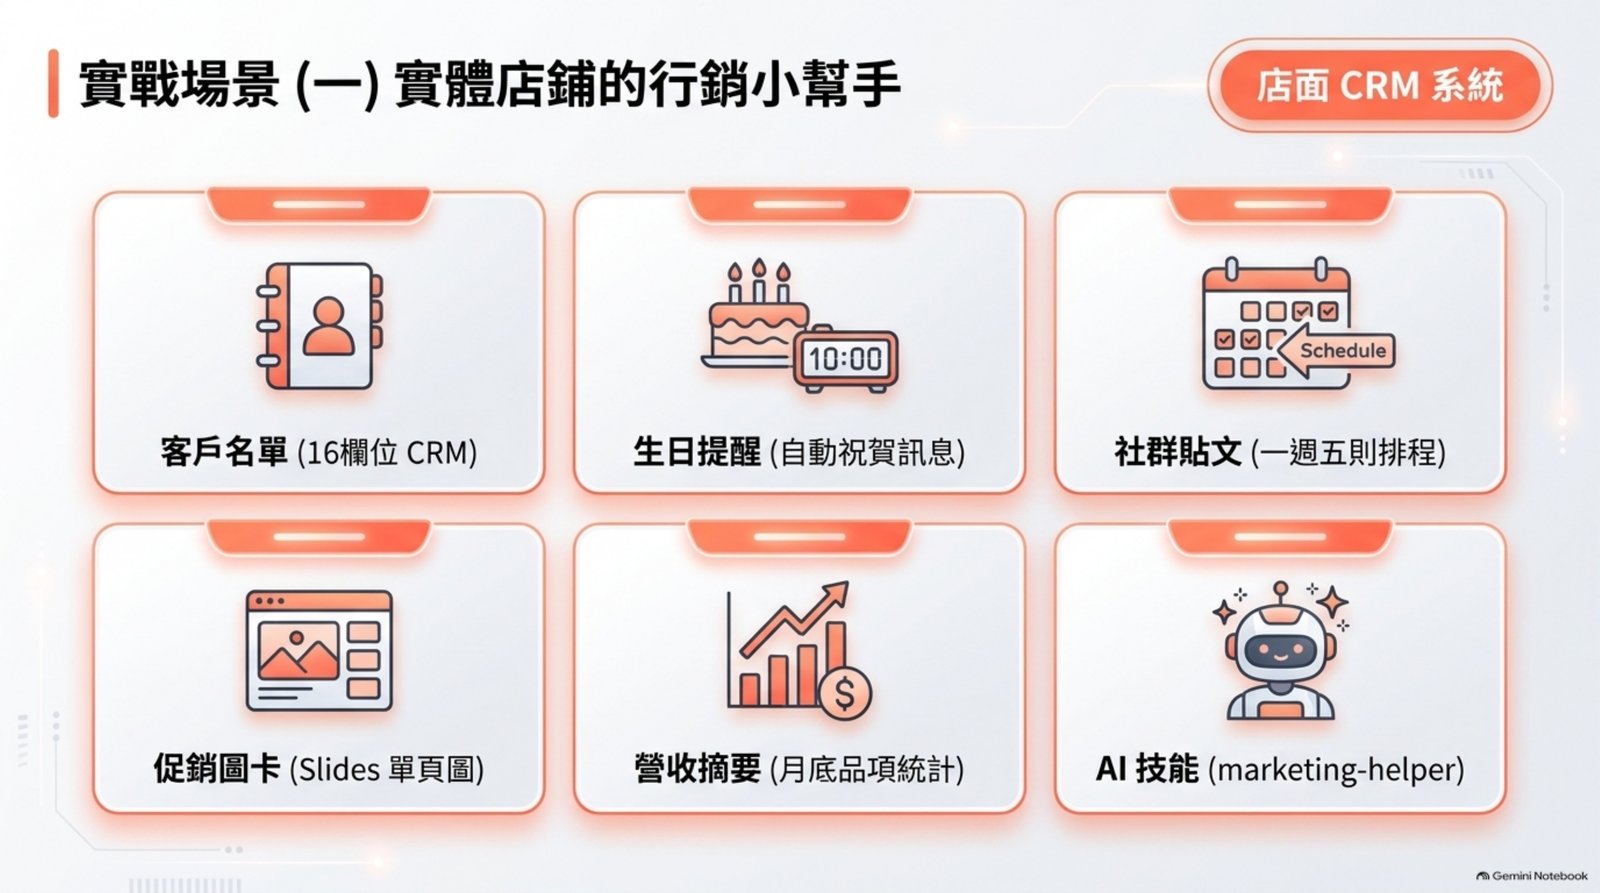 實戰場景 (一) 實體店鋪的行銷小幫手
店面 CRM 系統
客戶名單 (16欄位 CRM)
10:00
生日提醒 (自動祝賀訊息)
Schedule
社群貼文 (一週五則排程)
促銷圖卡 (Slides 單頁圖)
$
營收摘要 (月底品項統計)
AI 技能 (marketing-helper)
Gemini Notebook